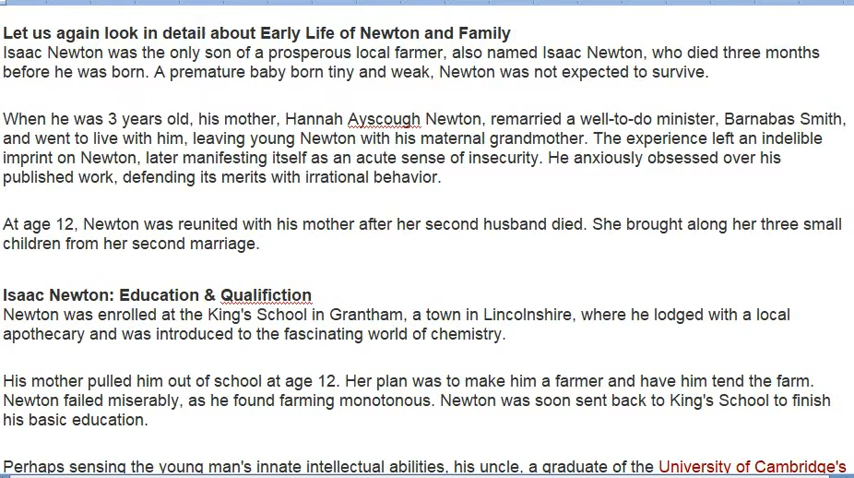 Let us again look in detail about Early Life of Newton and Family
Isaac Newton was the only son of a prosperous local farmer, also named Isaac Newton, who died three months
before he was born. A premature baby born tiny and weak, Newton was not expected to survive.
When he was 3 years old, his mother, Hannah Ayscough Newton, remarried a well-to-do minister, Barnabas Smith,
and went to live with him, leaving young Newton with his maternal grandmother. The experience left an indelible
imprint on Newton, later manifesting itself as an acute sense of insecurity. He anxiously obsessed over his
published work, defending its merits with irrational behavior.
At age 12, Newton was reunited with his mother after her second husband died. She brought along her three small
children from her second marriage.
Isaac Newton: Education & Qualifiction
Newton was enrolled at the King's School in Grantham, a town in Lincolnshire, where he lodged with a local
apothecary and was introduced to the fascinating world of chemistry.
His mother pulled him out of school at age 12. Her plan was to make him a farmer and have him tend the farm.
Newton failed miserably, as he found farming monotonous. Newton was soon sent back to King's School to finish
his basic education.
Perhaps sensing the young man's innate intellectual abilities, his uncle, a graduate of the University of Cambridge's